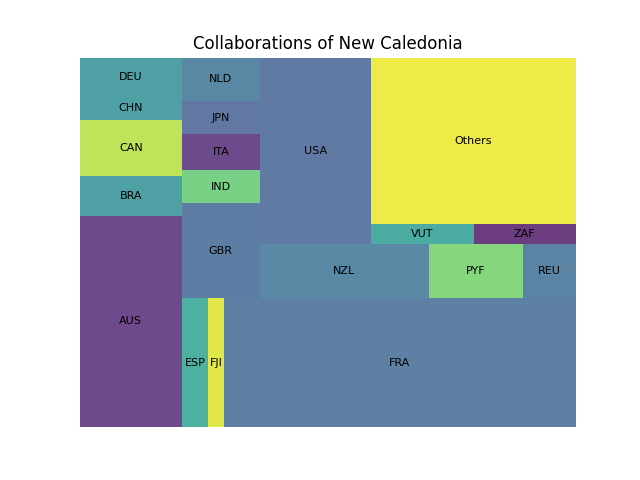 Collaborations of New Caledonia
DEU
CHN
CAN
BRA
AUS
NLD
JPN
ITA
IND
GBR
ESP
FJI
USA
Others
VUT
ZAF
NZL
PYF
REU
FRA